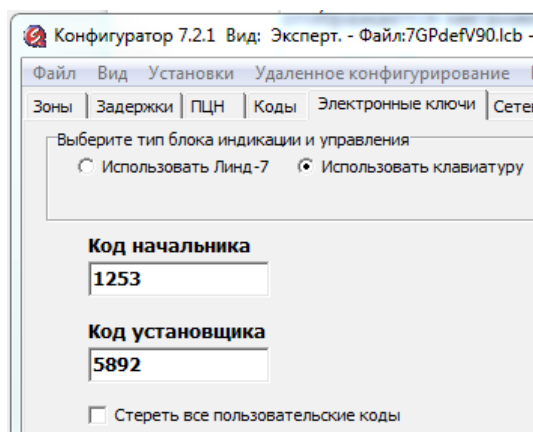 Конфигуратор 7.2.1 Вид: Эксперт. - Файл:7GPdefV90.lcb -
Файл Вид Установки Удаленное конфигурирование
Зоны Задержки ПЦН Коды Электронные ключи
Выберите тип блока индикации и управления
Использовать Линд-7 Использовать клавиатуру
Код начальника
1253
Код установщика
5892
Стереть все пользовательские коды